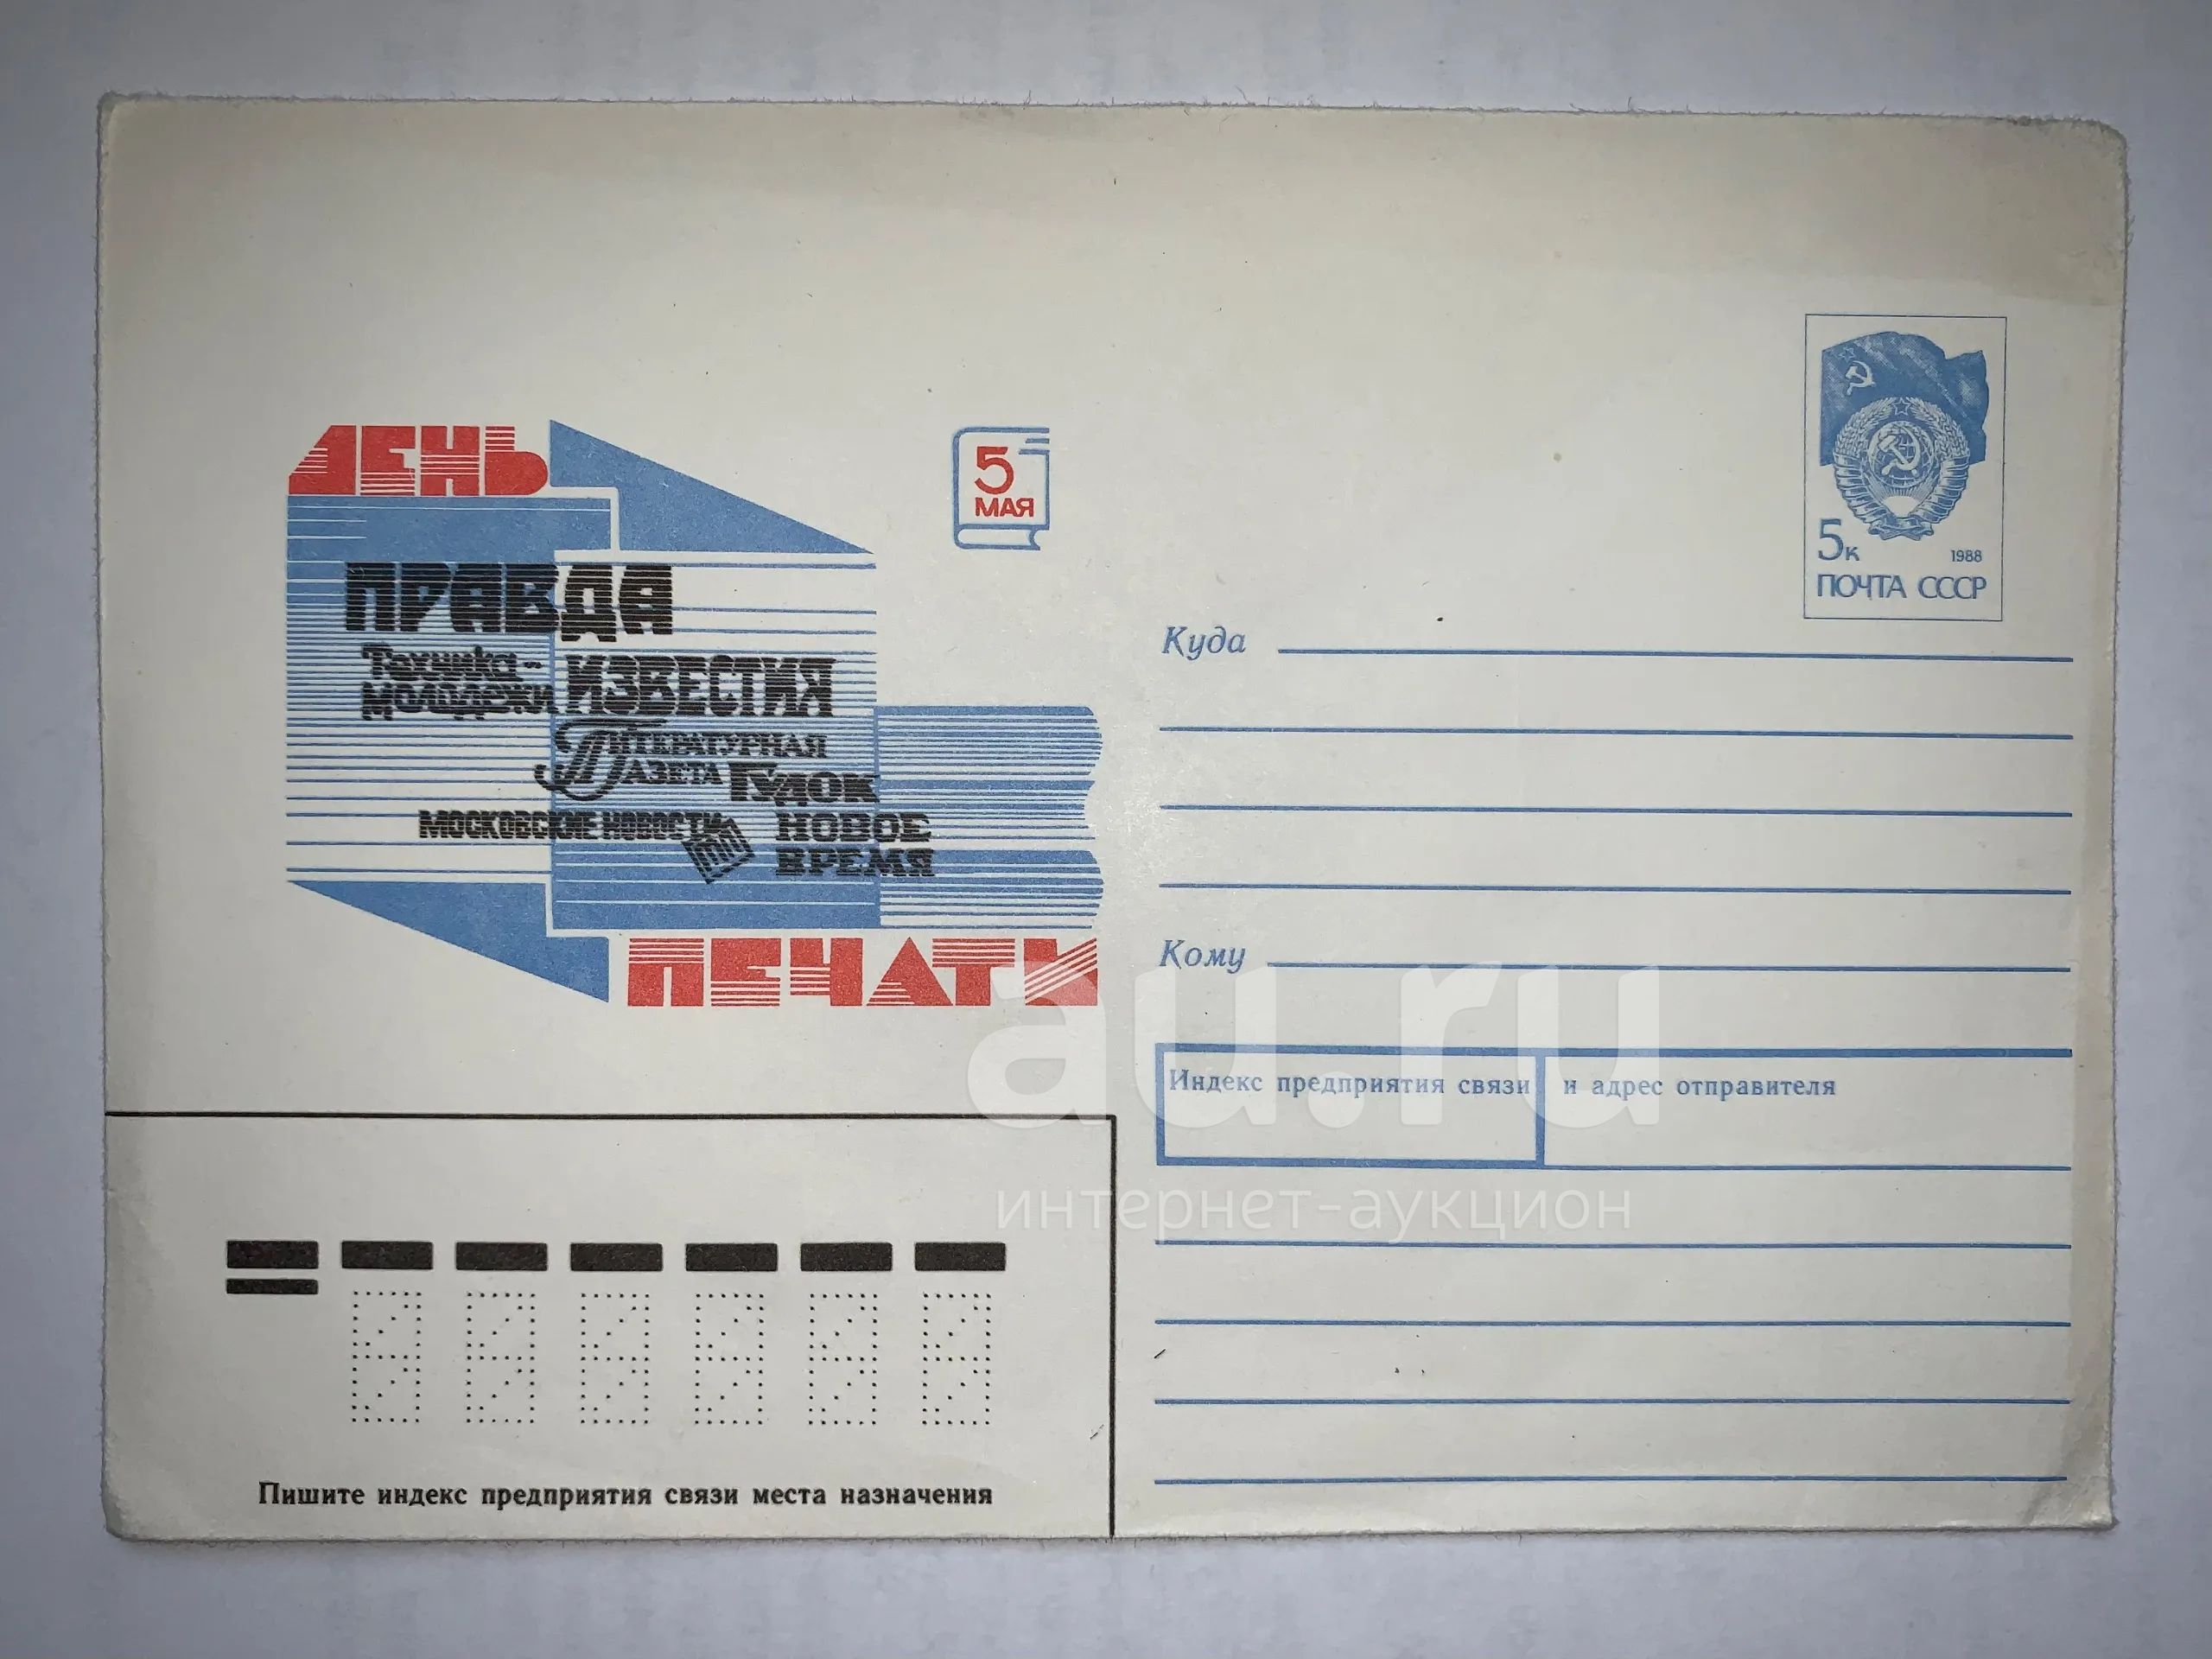 ДЕНЬ
5
МАЯ
ПРАВДА
Техника-
молодежи
ИЗВЕСТИЯ
ЛИТЕРАТУРНАЯ
ГАЗЕТА
ГУДОК
МОСКОВСКИЕ НОВОСТИ
НОВОЕ
ВРЕМЯ
ПЕЧАТИ
5к
1988
ПОЧТА СССР
Куда
Кому
Индекс предприятия связи и адрес отправителя
Пишите индекс предприятия связи места назначения
au.ru
интернет-аукцион